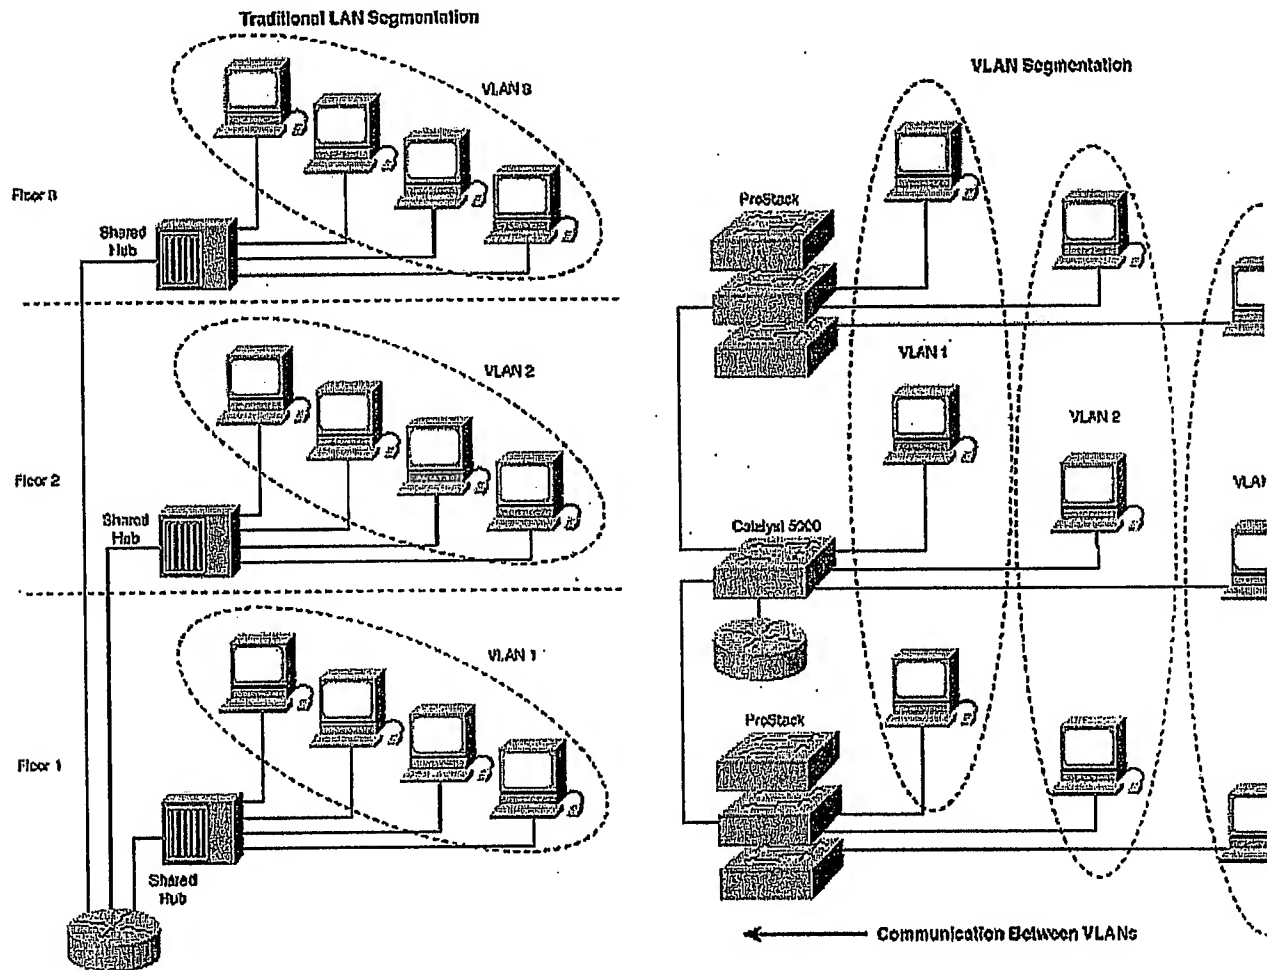 Traditional LAN Segmentation
VLAN 3
Floor 3
Shared
Hub
VLAN 2
Floor 2
Shared
Hub
VLAN 1
Floor 1
Shared
Hub
VLAN Segmentation
ProStack
VLAN 1
VLAN 2
VLAN
Catalyst 5000
ProStack
Communication Between VLANs